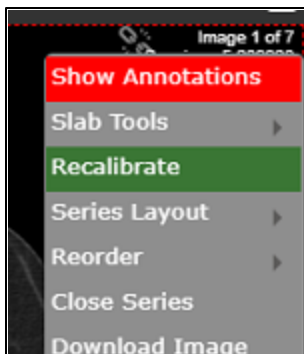 Image 1 of 7
Show Annotations
Slab Tools
Recalibrate
Series Layout
Reorder
Close Series
Download Image